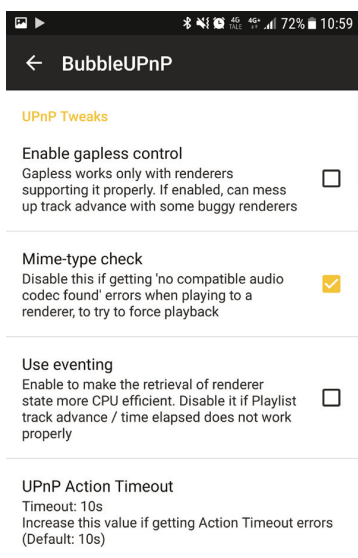 4G TALE 4G+ 72% 10:59
BubbleUPnP
UPnP Tweaks
Enable gapless control
Gapless works only with renderers
supporting it properly. If enabled, can mess
up track advance with some buggy renderers
Mime-type check
Disable this if getting 'no compatible audio
codec found' errors when playing to a
renderer, to try to force playback
Use eventing
Enable to make the retrieval of renderer
state more CPU efficient. Disable it if Playlist
track advance / time elapsed does not work
properly
UPnP Action Timeout
Timeout: 10s
Increase this value if getting Action Timeout errors
(Default: 10s)